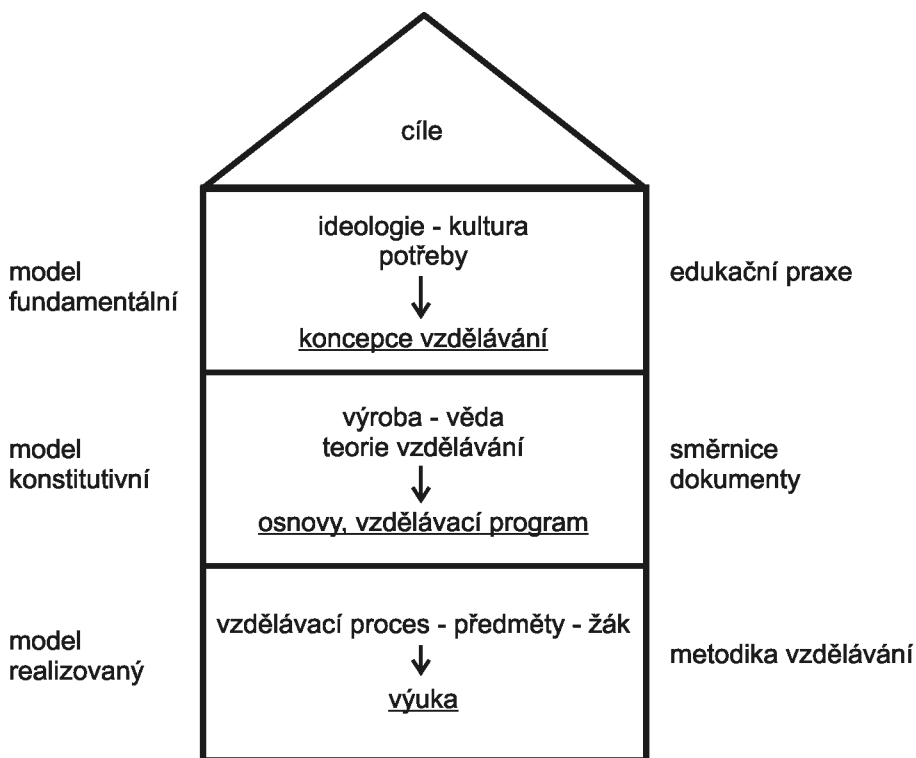 cíle
ideologie - kultura
potřeby
model
fundamentální
edukační praxe
koncepce vzdělávání
výroba - věda
teorie vzdělávání
model
konstitutivní
směrnice
dokumenty
osnovy, vzdělávací program
vzdělávací proces - předměty - žák
model
realizovaný
metodika vzdělávání
výuka